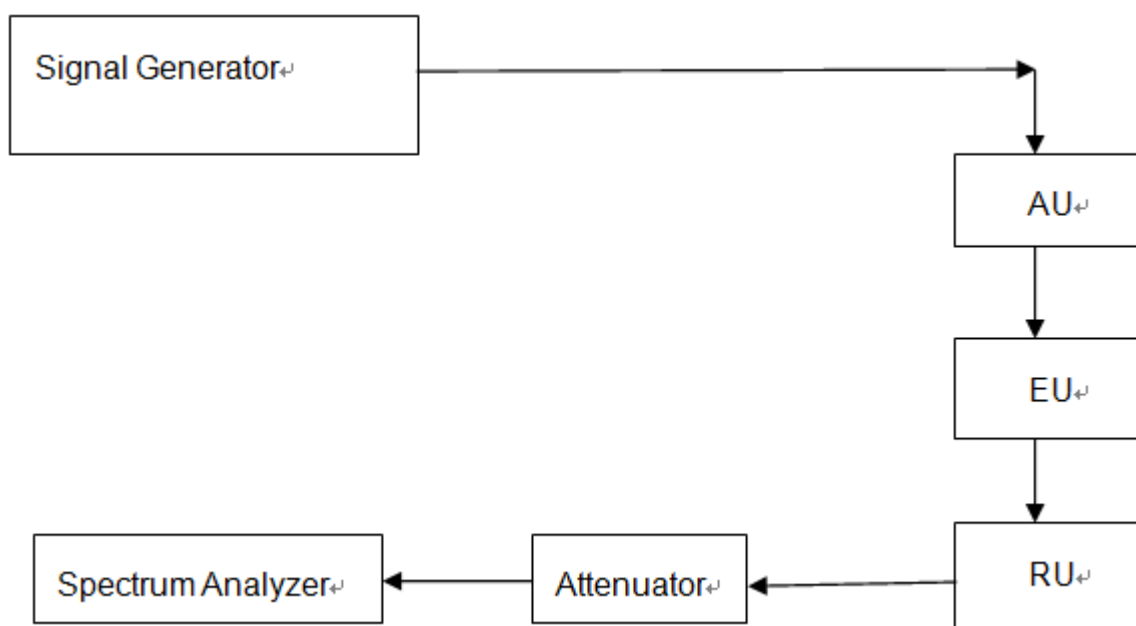 Signal Generator
AU
EU
RU
Attenuator
Spectrum Analyzer